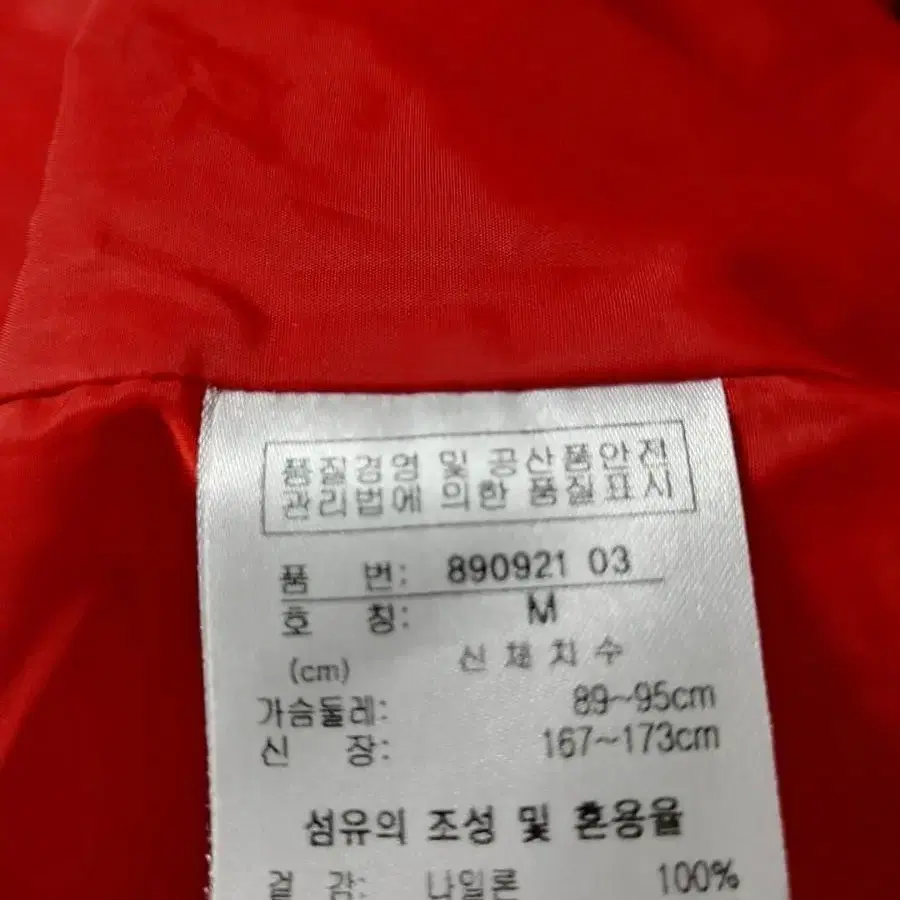 품질경영 및 공산품안전
관리법에 의한 품질표시
품 번: 890921 03
호 칭: M
(cm) 신체치수
가슴둘레: 89~95cm
신 장: 167~173cm
섬유의 조성 및 혼용율
겉 감: 나일론 100%